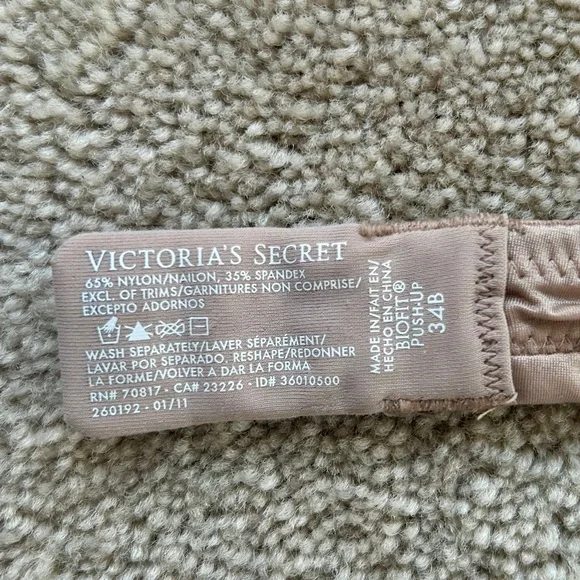 VICTORIA'S SECRET
65% NYLON/NAILON, 35% SPANDEX
EXCL. OF TRIMS/GARNITURES NON COMPRISE/
EXCEPTO ADORNOS
WASH SEPARATELY/LAVER SÉPARÉMENT/
LAVAR POR SEPARADO, RESHAPE/REDONNER
LA FORME/VOLVER A DAR LA FORMA
RN# 70817 - CA# 23226 - ID# 36010500
260192 - 01/11
MADE IN/FAIT EN/
HECHO EN CHINA
BIOFIT®
PUSH-UP
34B